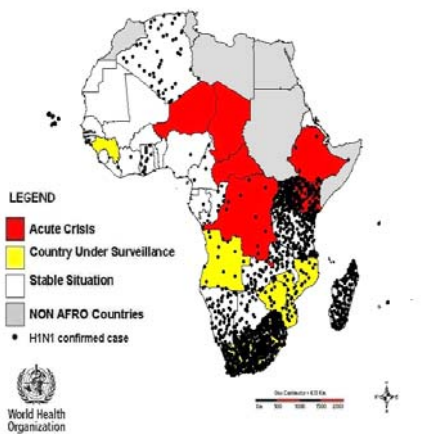 LEGEND
Acute Crisis
Country Under Surveillance
Stable Situation
NON AFRO Countries
H1N1 confirmed case
World Health
Organization